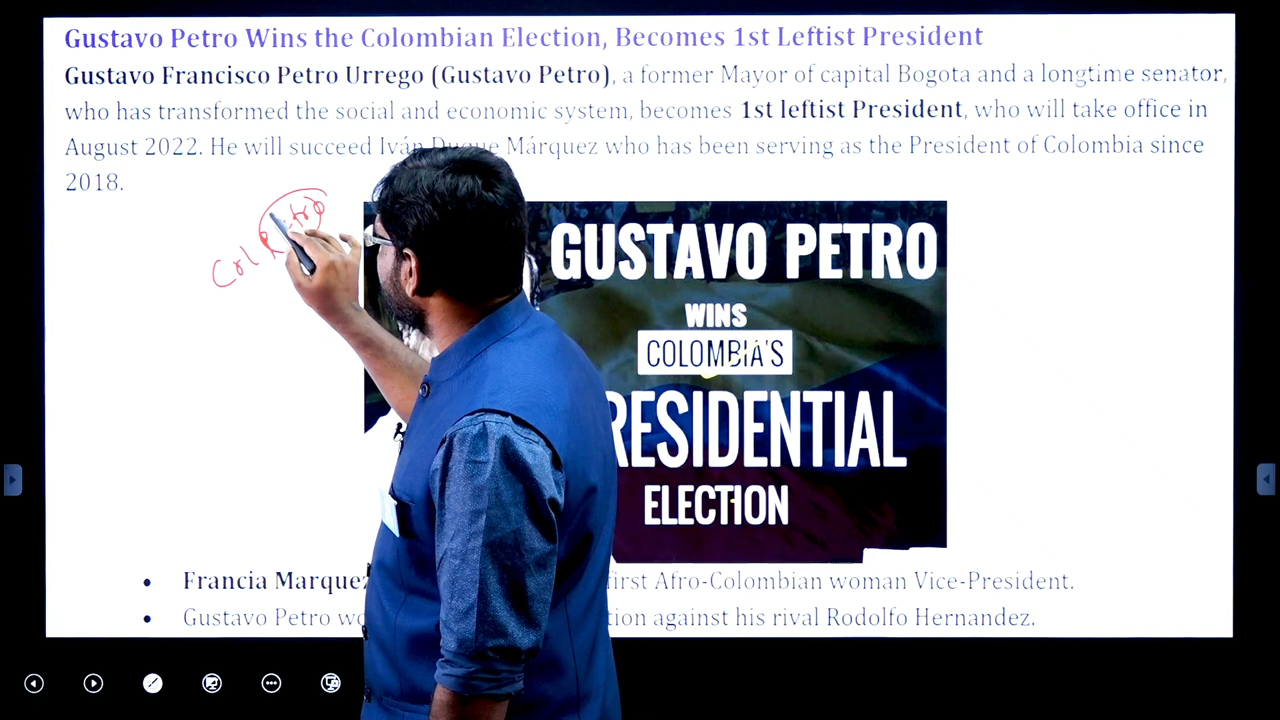 Gustavo Petro Wins the Colombian Election, Becomes 1st Leftist President
Gustavo Francisco Petro Urrego (Gustavo Petro), a former Mayor of capital Bogota and a longtime senator,
who has transformed the social and economic system, becomes 1st leftist President, who will take office in
August 2022. He will succeed Iván Duque Márquez who has been serving as the President of Colombia since
2018.
Col
GUSTAVO PETRO
WINS
COLOMBIA'S
RESIDENTIAL
ELECTION
• Francia Marquez first Afro-Colombian woman Vice-President.
• Gustavo Petro against his rival Rodolfo Hernandez.